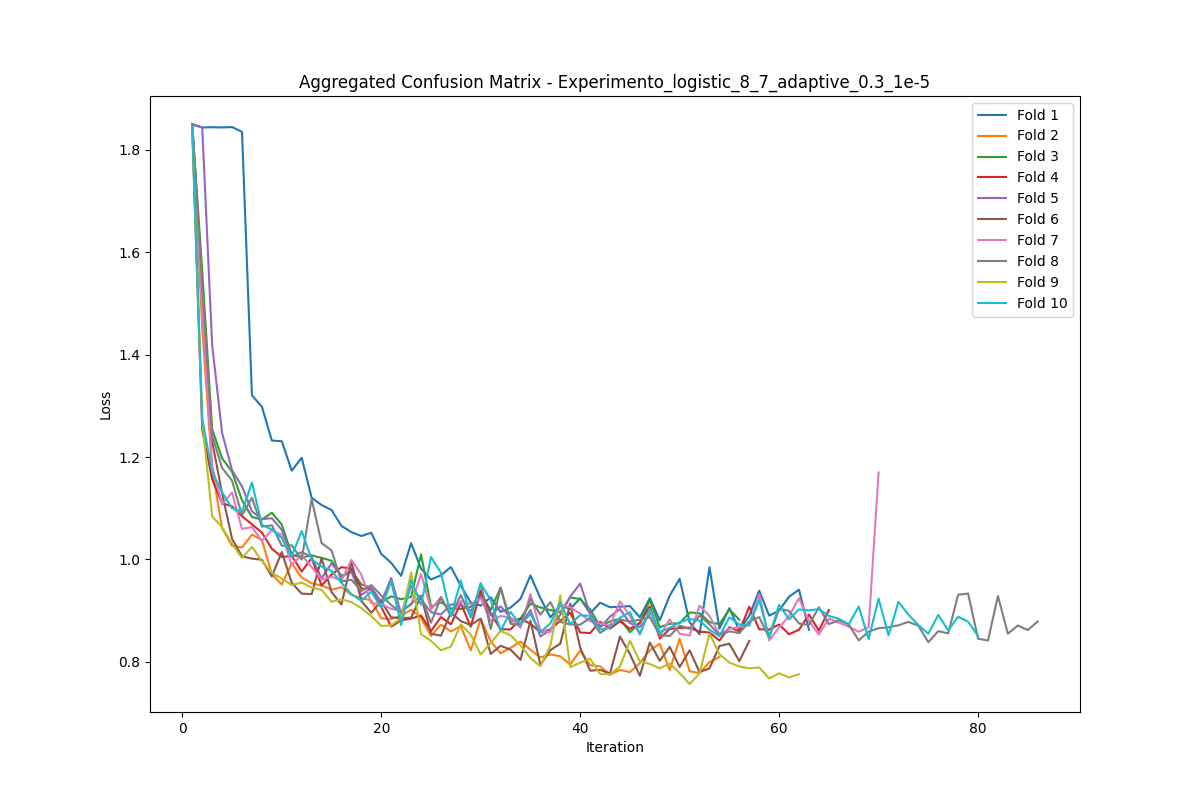 Aggregated Confusion Matrix - Experimento_logistic_8_7_adaptive_0.3_1e-5
Fold 1
Fold 2
Fold 3
Fold 4
Fold 5
Fold 6
Fold 7
Fold 8
Fold 9
Fold 10
Loss
1.8
1.6
1.4
1.2
1.0
0.8
0 20 40 60 80
Iteration